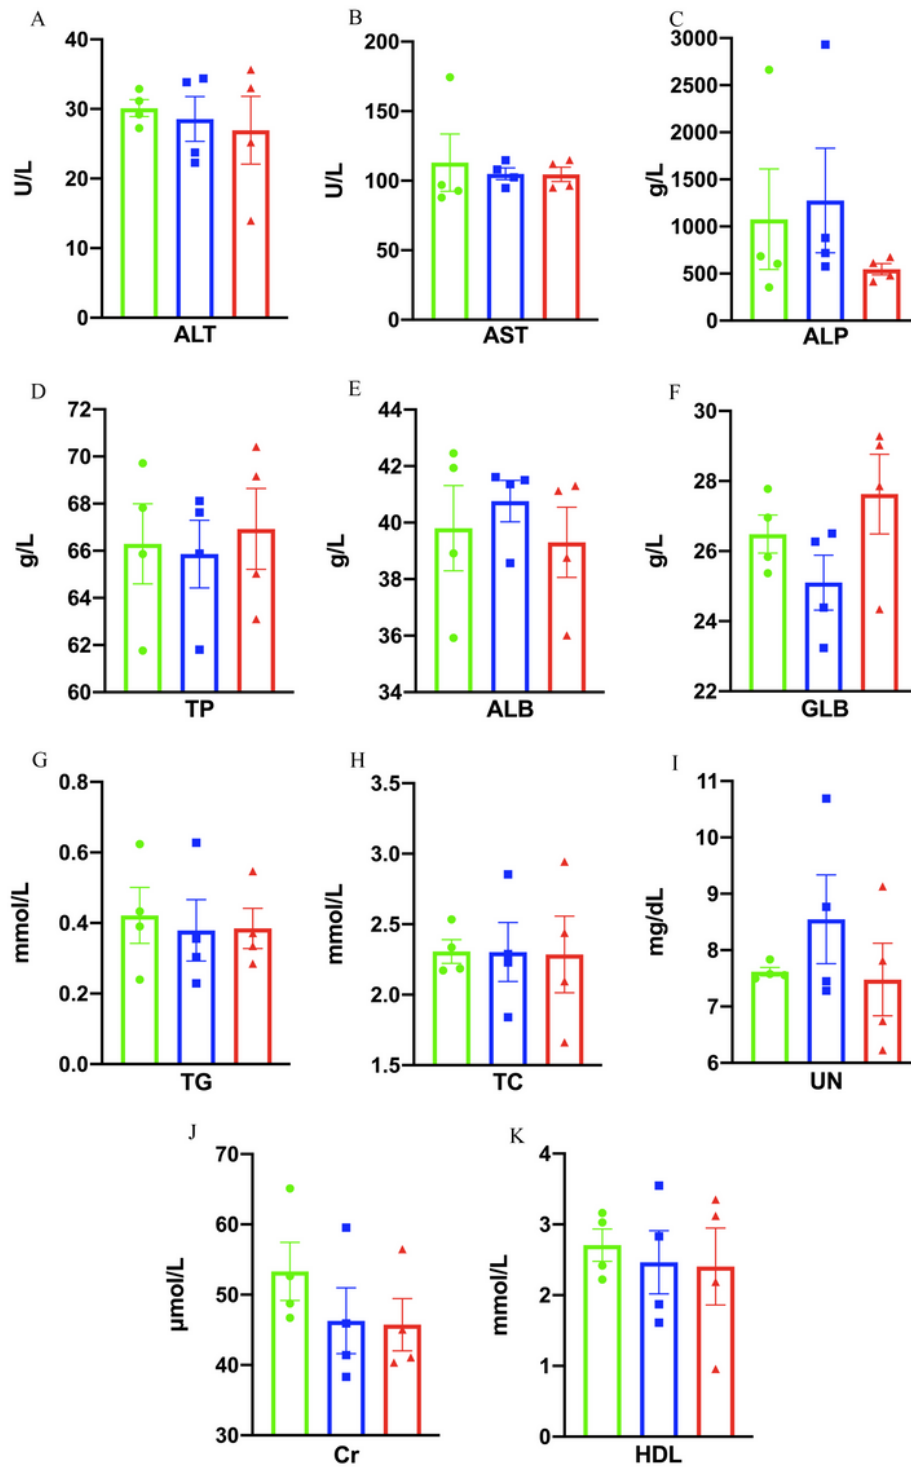 A
U/L
40
30
20
10
0
ALT
B
U/L
200
150
100
50
0
AST
C
g/L
3000
2500
2000
1500
1000
500
0
ALP
D
g/L
72
70
68
66
64
62
60
TP
E
g/L
44
42
40
38
36
34
ALB
F
g/L
30
28
26
24
22
GLB
G
mmol/L
0.8
0.6
0.4
0.2
0.0
TG
H
mmol/L
3.5
3.0
2.5
2.0
1.5
TC
I
mg/dL
11
10
9
8
7
6
UN
J
μmol/L
70
60
50
40
30
Cr
K
mmol/L
4
3
2
1
0
HDL